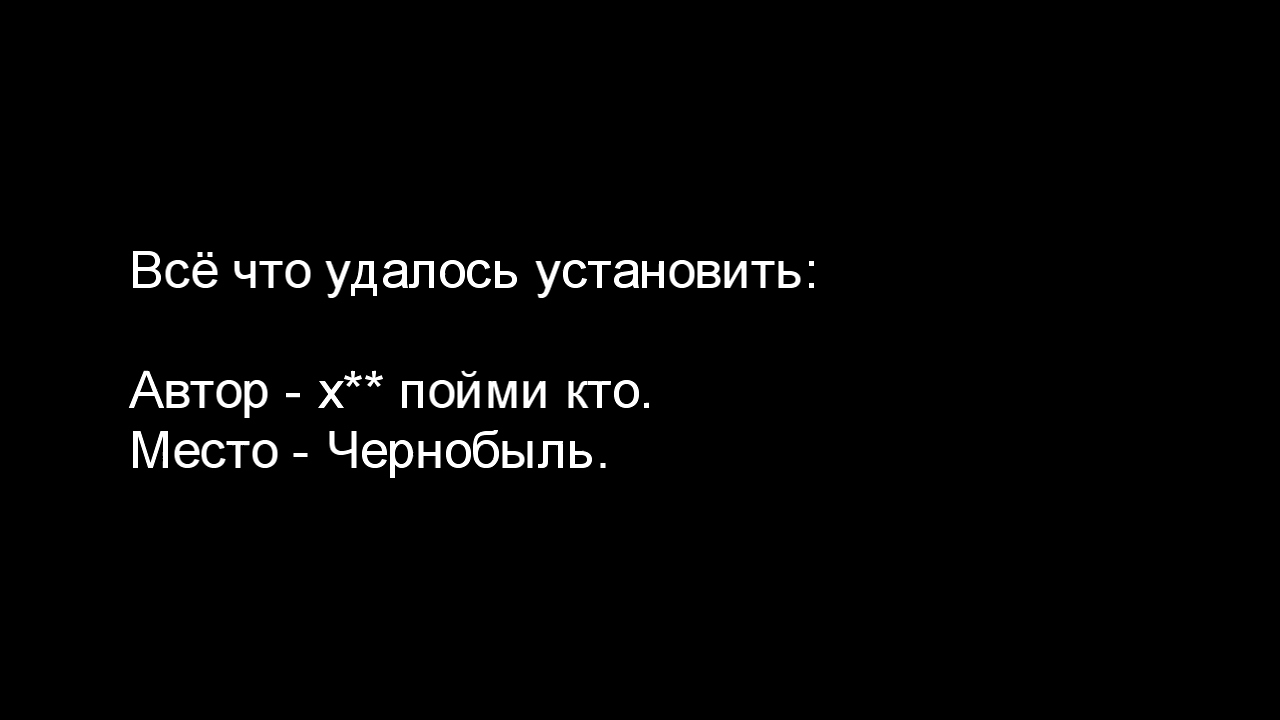 Всё что удалось установить:
Автор - х** пойми кто.
Место - Чернобыль.